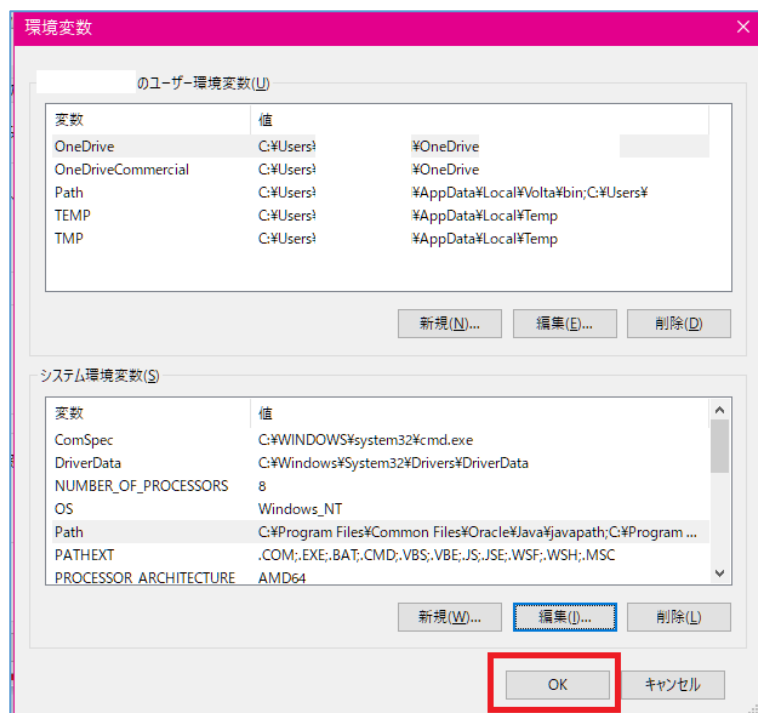 環境変数
のユーザー環境変数(U)
変数 値
OneDrive C:¥Users¥ ¥OneDrive
OneDriveCommercial C:¥Users¥ ¥OneDrive
Path C:¥Users¥ ¥AppData¥Local¥Volta¥bin;C:¥Users¥
TEMP C:¥Users¥ ¥AppData¥Local¥Temp
TMP C:¥Users¥ ¥AppData¥Local¥Temp
新規(N)... 編集(E)... 削除(D)
システム環境変数(S)
変数 値
ComSpec C:¥WINDOWS¥system32¥cmd.exe
DriverData C:¥Windows¥System32¥Drivers¥DriverData
NUMBER_OF_PROCESSORS 8
OS Windows_NT
Path C:¥Program Files¥Common Files¥Oracle¥Java¥javapath;C:¥Program ...
PATHEXT .COM;.EXE;.BAT;.CMD;.VBS;.VBE;.JS;.JSE;.WSF;.WSH;.MSC
PROCESSOR_ARCHITECTURE AMD64
新規(W)... 編集(I)... 削除(L)
OK キャンセル